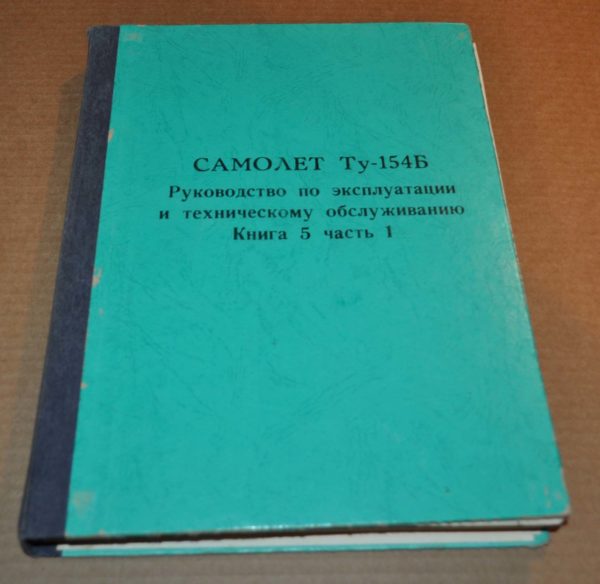 САМОЛЕТ Ту-154Б
Руководство по эксплуатации
и техническому обслуживанию
Книга 5 часть 1